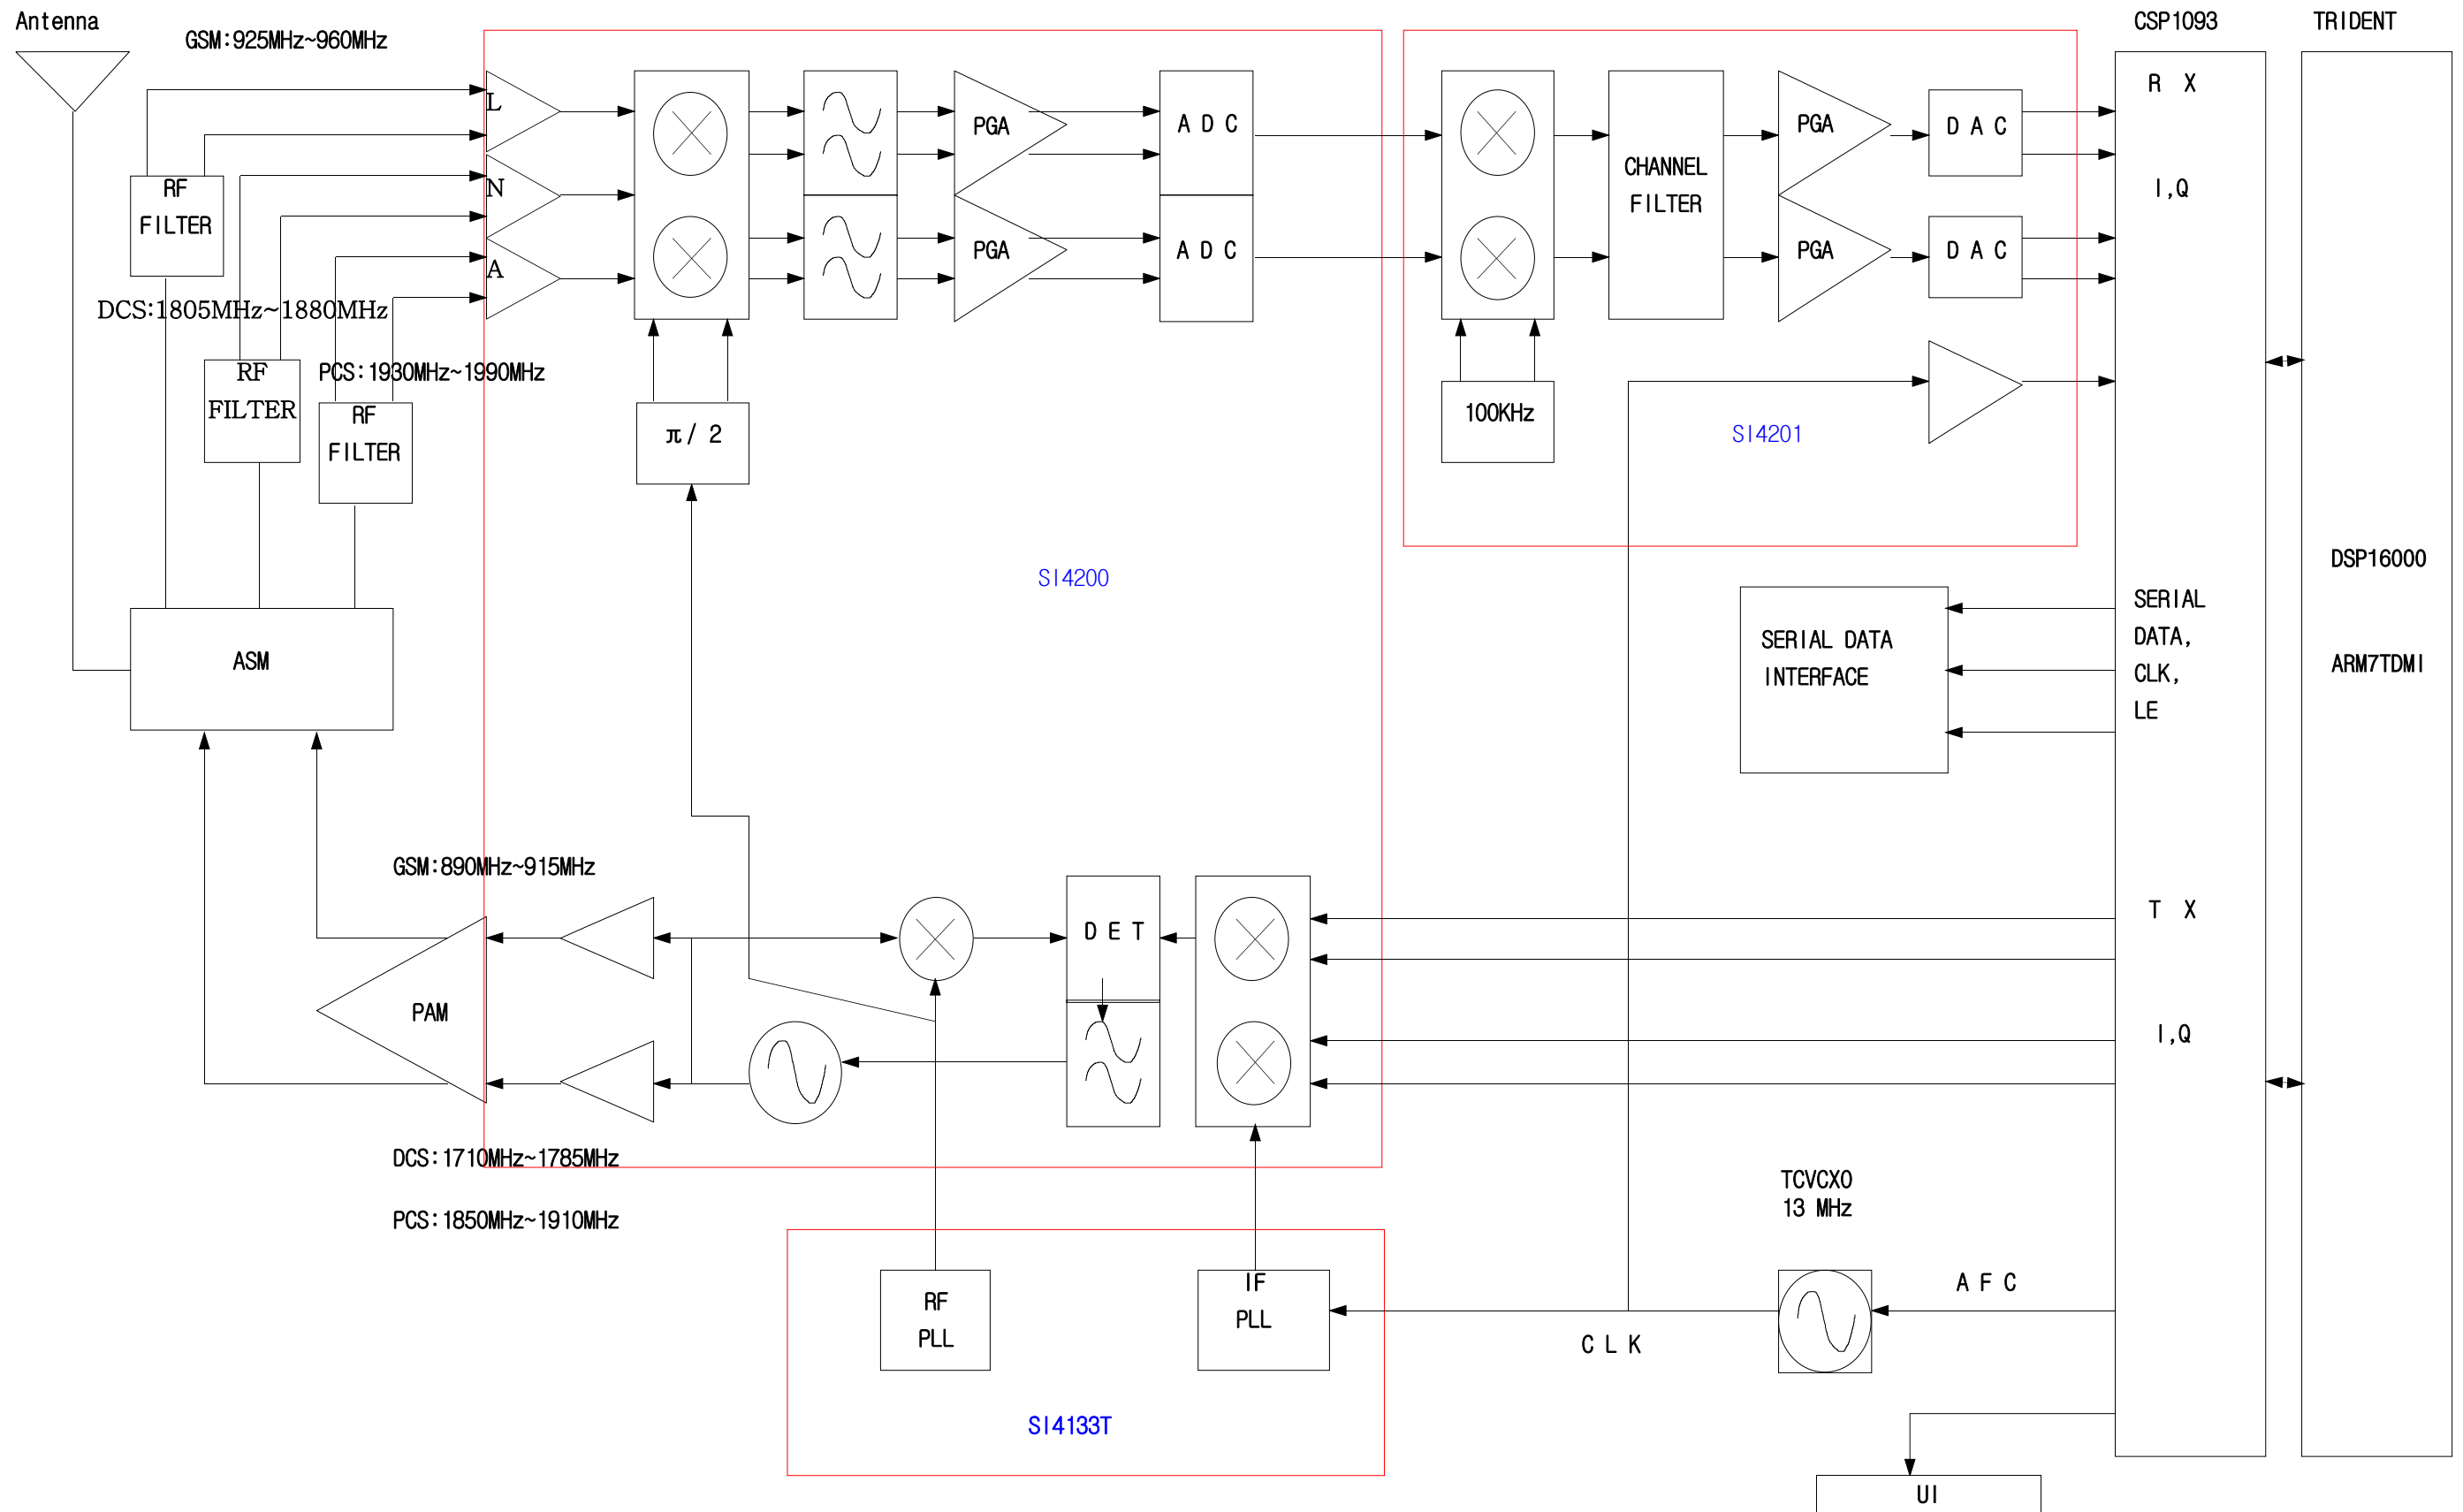 Antenna
GSM:925MHz~960MHz
CSP1093
TRIDENT
L
N
A
PGA
PGA
A D C
A D C
CHANNEL
FILTER
PGA
PGA
D A C
D A C
R X
I,Q
RF
FILTER
DCS:1805MHz~1880MHz
RF
FILTER
PCS:1930MHz~1990MHz
RF
FILTER
π/ 2
100KHz
SI4201
SI4200
ASM
SERIAL DATA
INTERFACE
SERIAL
DATA,
CLK,
LE
DSP16000
ARM7TDMI
GSM:890MHz~915MHz
PAM
D E T
T X
I,Q
DCS:1710MHz~1785MHz
PCS:1850MHz~1910MHz
TCVCXO
13 MHz
RF
PLL
IF
PLL
C L K
A F C
SI4133T
UI